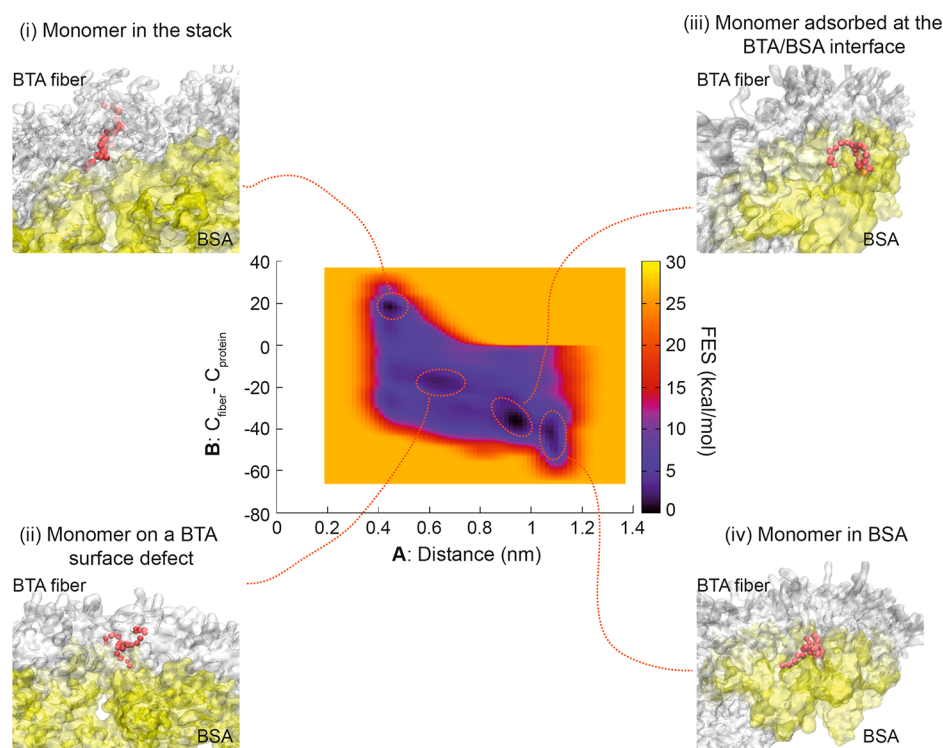 (i) Monomer in the stack
BTA fiber
BSA
(iii) Monomer adsorbed at the
BTA/BSA interface
BTA fiber
BSA
40
20
0
-20
-40
-60
-80
B: Cfiber- Cprotein
0
0.2
0.4
0.6
0.8
1
1.2
1.4
A: Distance (nm)
30
25
20
15
10
5
0
FES (kcal/mol)
(ii) Monomer on a BTA
surface defect
BTA fiber
BSA
(iv) Monomer in BSA
BTA fiber
BSA